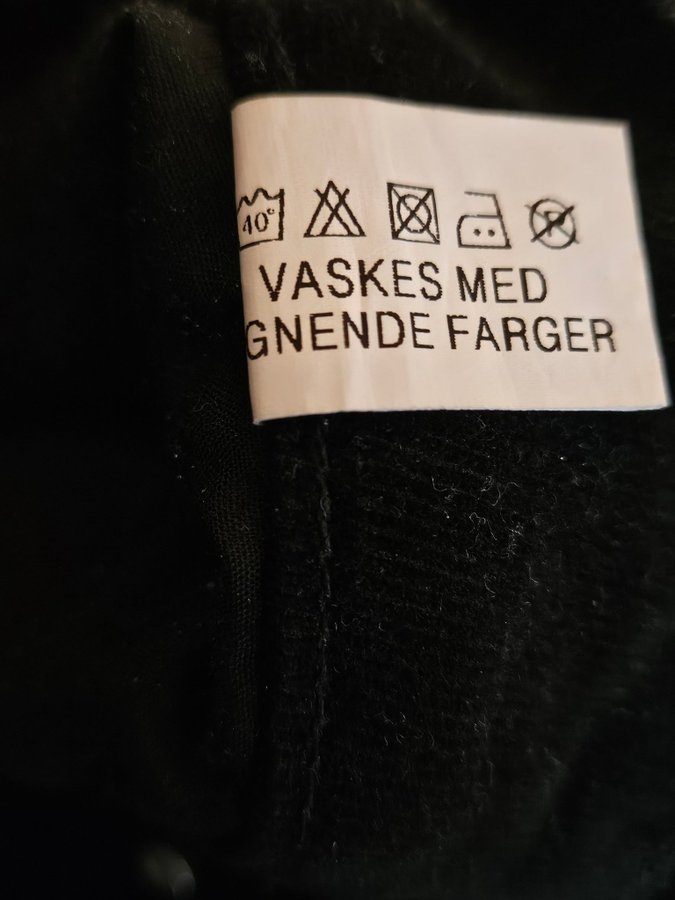 40°
P
VASKES MED
GNENDE FARGER